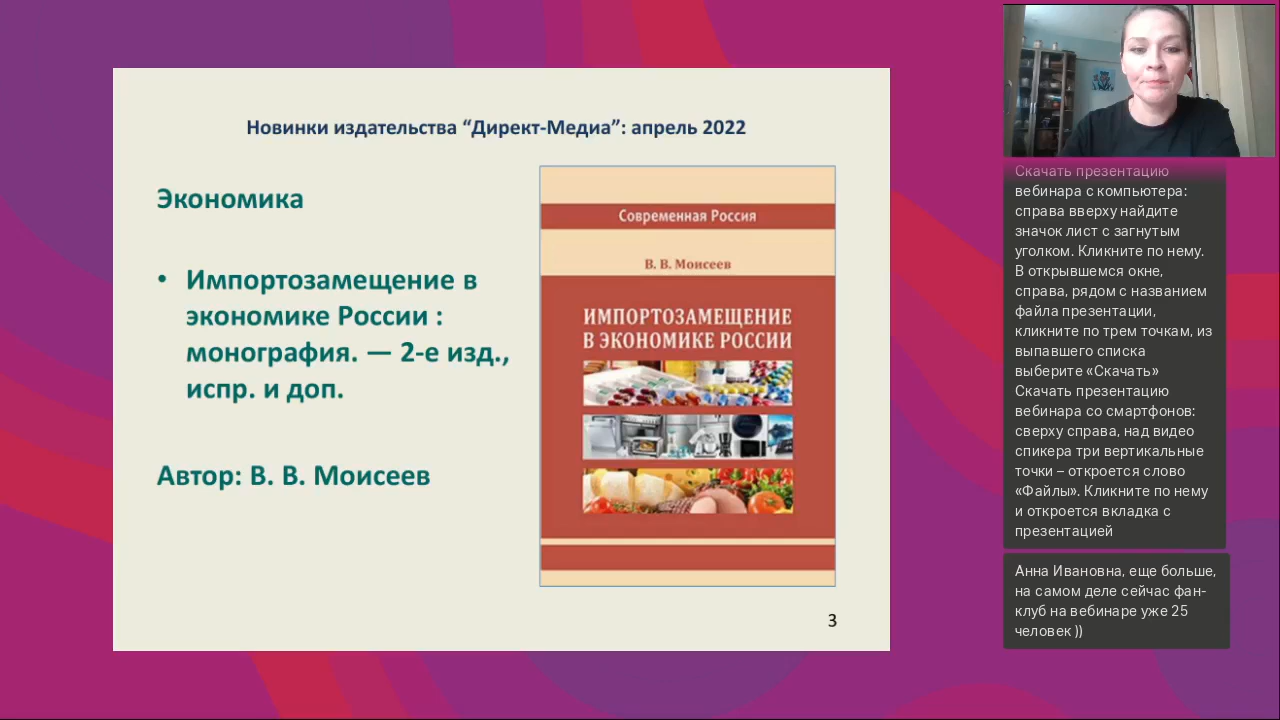 Новинки издательства “Директ-Медиа”: апрель 2022
Экономика
• Импортозамещение в
экономике России :
монография. — 2-е изд.,
испр. и доп.
Автор: В. В. Моисеев
Современная Россия
В. В. Моисеев
ИМПОРТОЗАМЕЩЕНИЕ
В ЭКОНОМИКЕ РОССИИ
3
Скачать презентацию
вебинара с компьютера:
справа вверху найдите
значок лист с загнутым
уголком. Кликните по нему.
В открывшемся окне,
справа, рядом с названием
файла презентации,
кликните по трем точкам, из
выпавшего списка
выберите «Скачать»
Скачать презентацию
вебинара со смартфонов:
сверху справа, над видео
спикера три вертикальные
точки – откроется слово
«Файлы». Кликните по нему
и откроется вкладка с
презентацией
Анна Ивановна, еще больше,
на самом деле сейчас фан-
клуб на вебинаре уже 25
человек ))